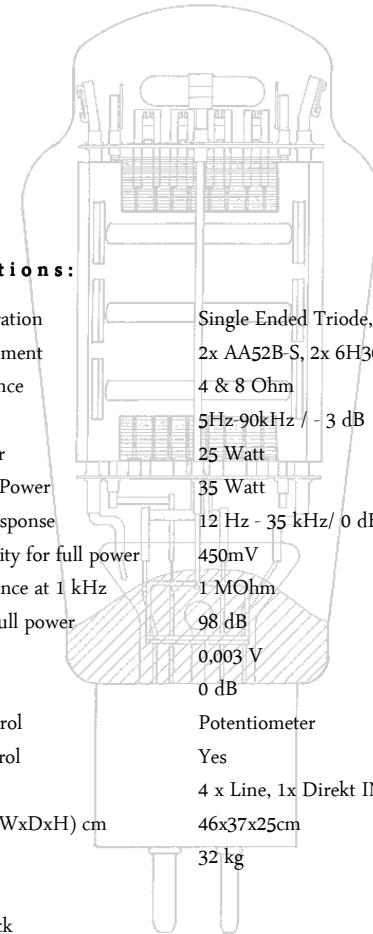 tions:
ration Single Ended Triode,
ment 2x AA52B-S, 2x 6H3
nce 4 & 8 Ohm
5Hz-90kHz / - 3 dB
r 25 Watt
Power 35 Watt
sponse 12 Hz - 35 kHz/ 0 dB
ity for full power 450mV
nce at 1 kHz 1 MOhm
ull power 98 dB
0,003 V
0 dB
rol Potentiometer
rol Yes
4 x Line, 1x Direkt IN
WxDxH) cm 46x37x25cm
32 kg
ck